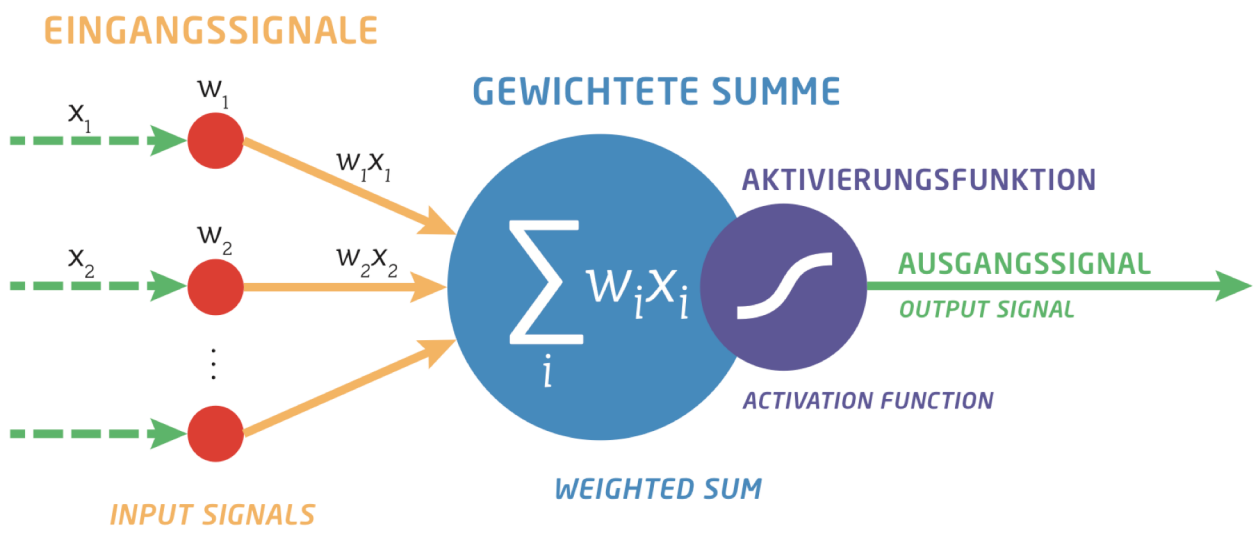 EINGANGSSIGNALE
x₁
w₁
w₁x₁
GEWICHTETE SUMME
AKTIVIERUNGSFUNKTION
x₂
w₂
w₂x₂
∑ᵢ wᵢxᵢ
AUSGANGSSIGNAL
OUTPUT SIGNAL
⋮
ACTIVATION FUNCTION
WEIGHTED SUM
INPUT SIGNALS